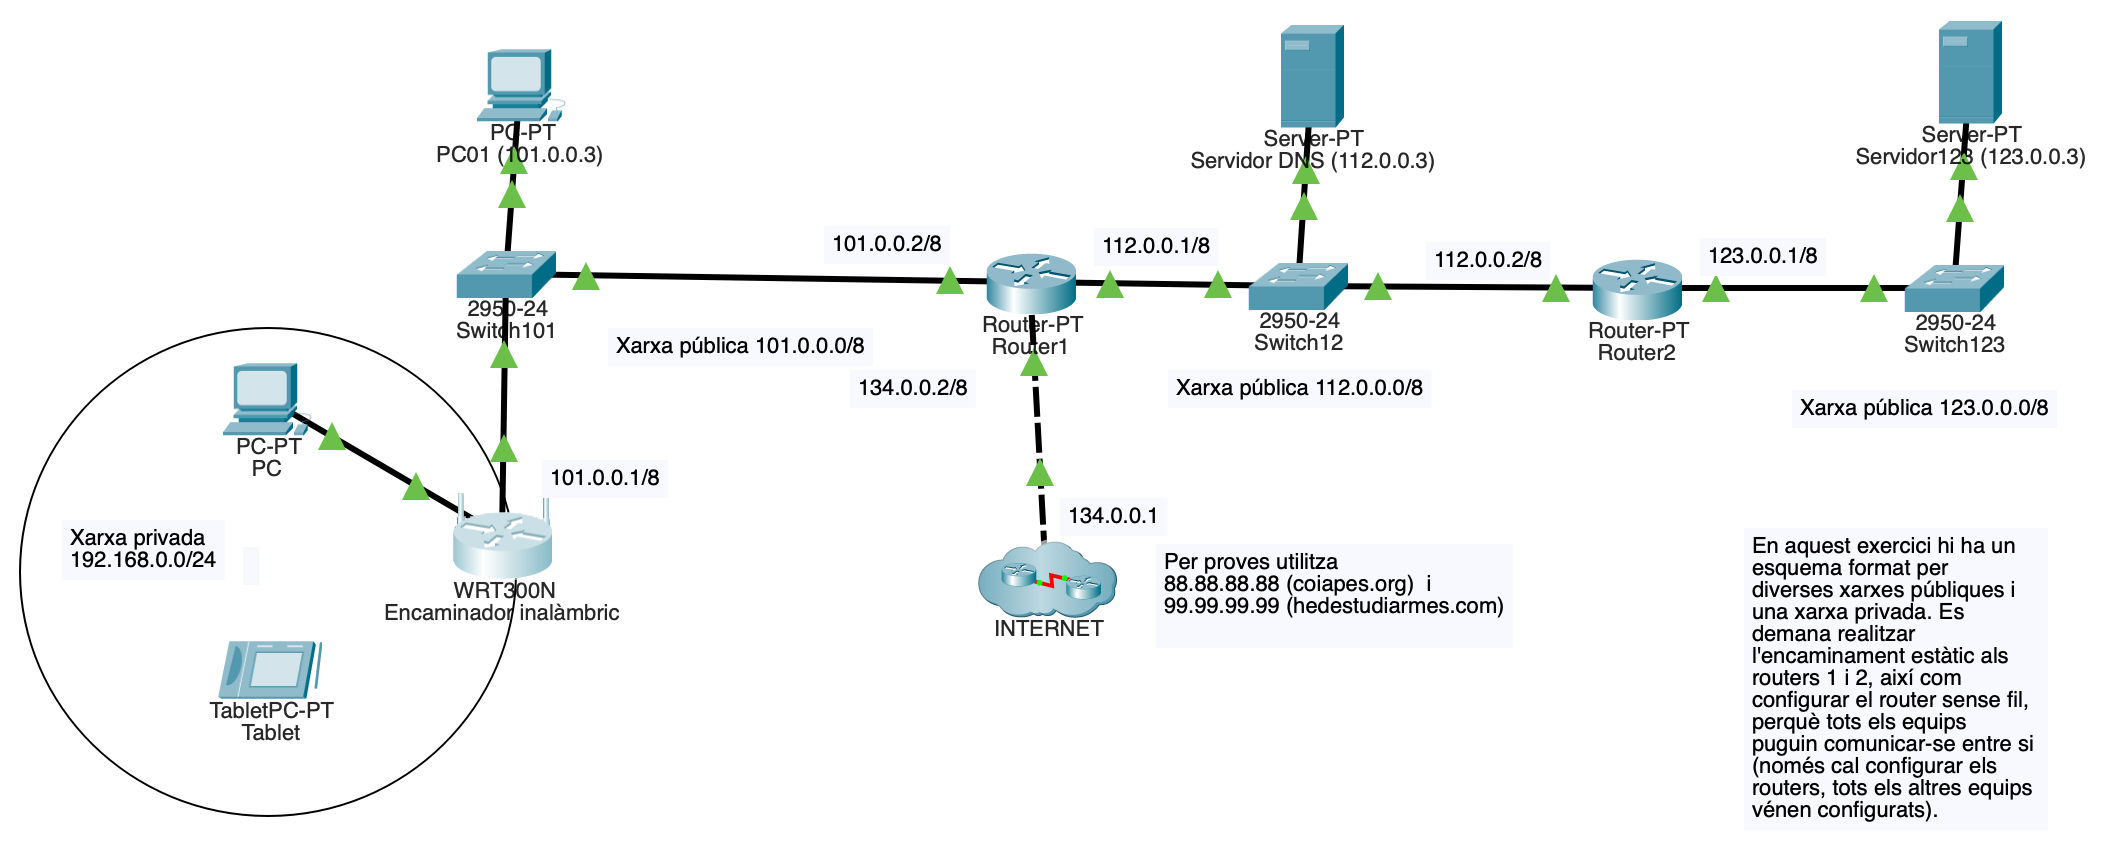 PC-PT
PC01 (101.0.0.3)
Server-PT
Servidor DNS (112.0.0.3)
Server-PT
Servidor123 (123.0.0.3)
101.0.0.2/8
112.0.0.1/8
112.0.0.2/8
123.0.0.1/8
2950-24
Switch101
Router-PT
Router1
2950-24
Switch12
Router-PT
Router2
2950-24
Switch123
Xarxa pública 101.0.0.0/8
134.0.0.2/8
Xarxa pública 112.0.0.0/8
Xarxa pública 123.0.0.0/8
PC-PT
PC
101.0.0.1/8
Xarxa privada
192.168.0.0/24
WRT300N
Encaminador inalàmbric
TabletPC-PT
Tablet
134.0.0.1
INTERNET
Per proves utilitza
88.88.88.88 (coiapes.org)  i
99.99.99.99 (hedestudiarmes.com)
En aquest exercici hi ha un
esquema format per
diverses xarxes públiques i
una xarxa privada. Es
demana realitzar
l'encaminament estàtic als
routers 1 i 2, així com
configurar el router sense fil,
perquè tots els equips
puguin comunicar-se entre si
(només cal configurar els
routers, tots els altres equips
vénen configurats).